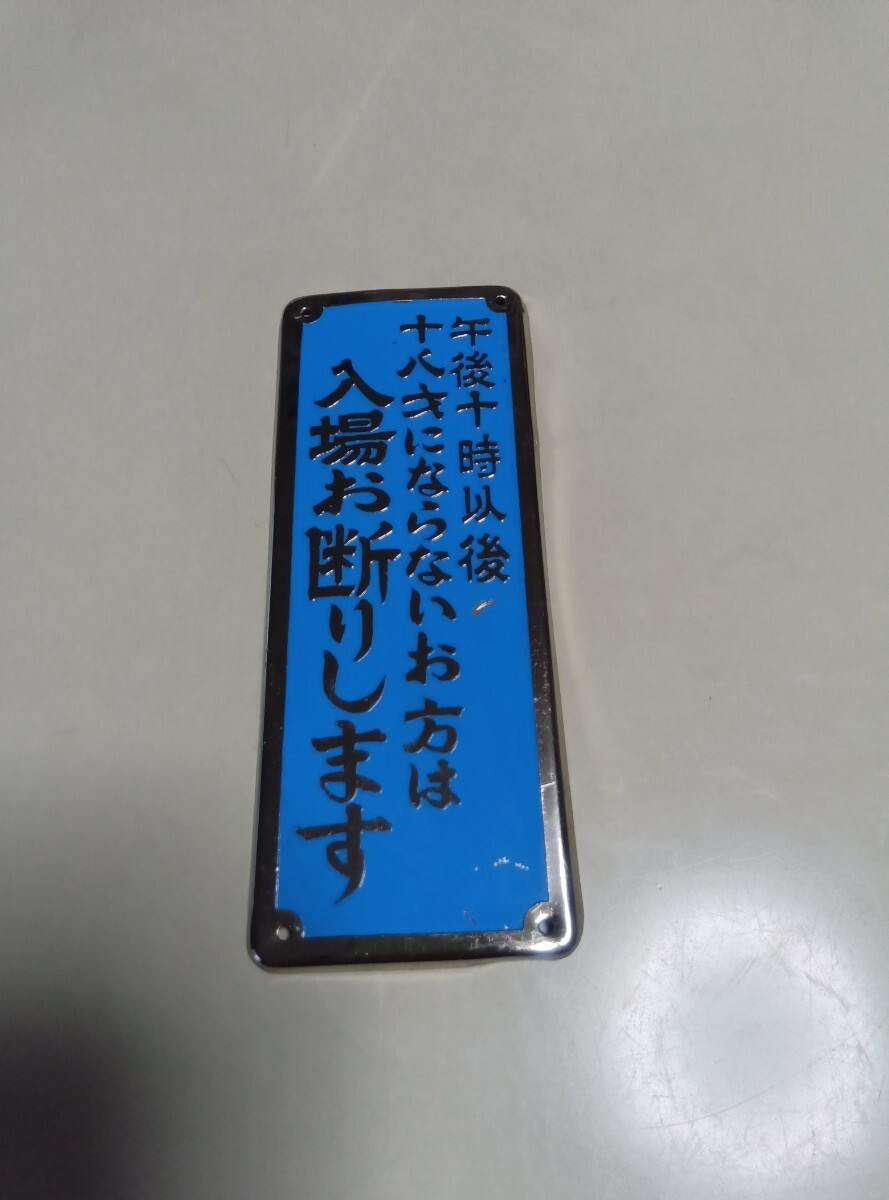 午後十時以後
十八才にならないお方は
入場お断りします